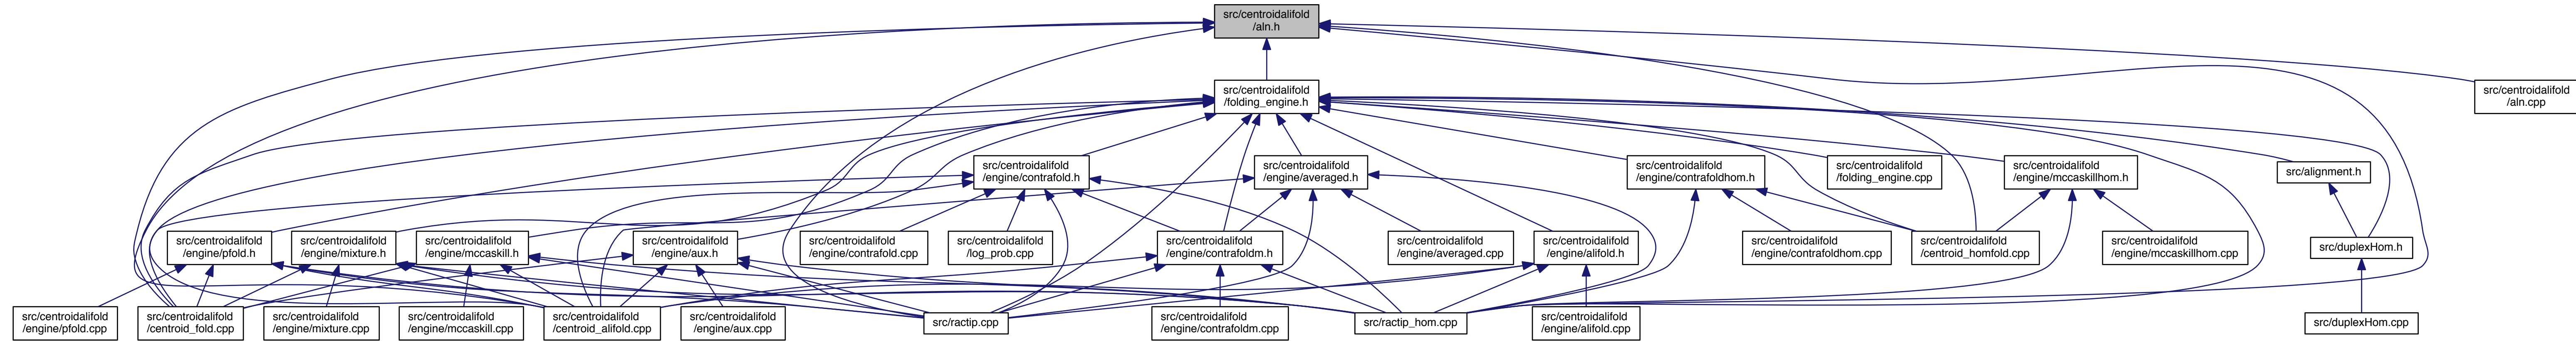 src/centroidalifold
/aln.h
src/centroidalifold
/folding_engine.h
src/centroidalifold
/aln.cpp
src/centroidalifold
/engine/contrafold.h
src/centroidalifold
/engine/averaged.h
src/centroidalifold
/engine/contrafoldhom.h
src/centroidalifold
/folding_engine.cpp
src/centroidalifold
/engine/mccaskillhom.h
src/alignment.h
src/centroidalifold
/engine/pfold.h
src/centroidalifold
/engine/mixture.h
src/centroidalifold
/engine/mccaskill.h
src/centroidalifold
/engine/aux.h
src/centroidalifold
/engine/contrafold.cpp
src/centroidalifold
/log_prob.cpp
src/centroidalifold
/engine/contrafoldm.h
src/centroidalifold
/engine/averaged.cpp
src/centroidalifold
/engine/alifold.h
src/centroidalifold
/engine/contrafoldhom.cpp
src/centroidalifold
/centroid_homfold.cpp
src/centroidalifold
/engine/mccaskillhom.cpp
src/duplexHom.h
src/centroidalifold
/engine/pfold.cpp
src/centroidalifold
/centroid_fold.cpp
src/centroidalifold
/engine/mixture.cpp
src/centroidalifold
/engine/mccaskill.cpp
src/centroidalifold
/centroid_alifold.cpp
src/centroidalifold
/engine/aux.cpp
src/ractip.cpp
src/centroidalifold
/engine/contrafoldm.cpp
src/ractip_hom.cpp
src/centroidalifold
/engine/alifold.cpp
src/duplexHom.cpp